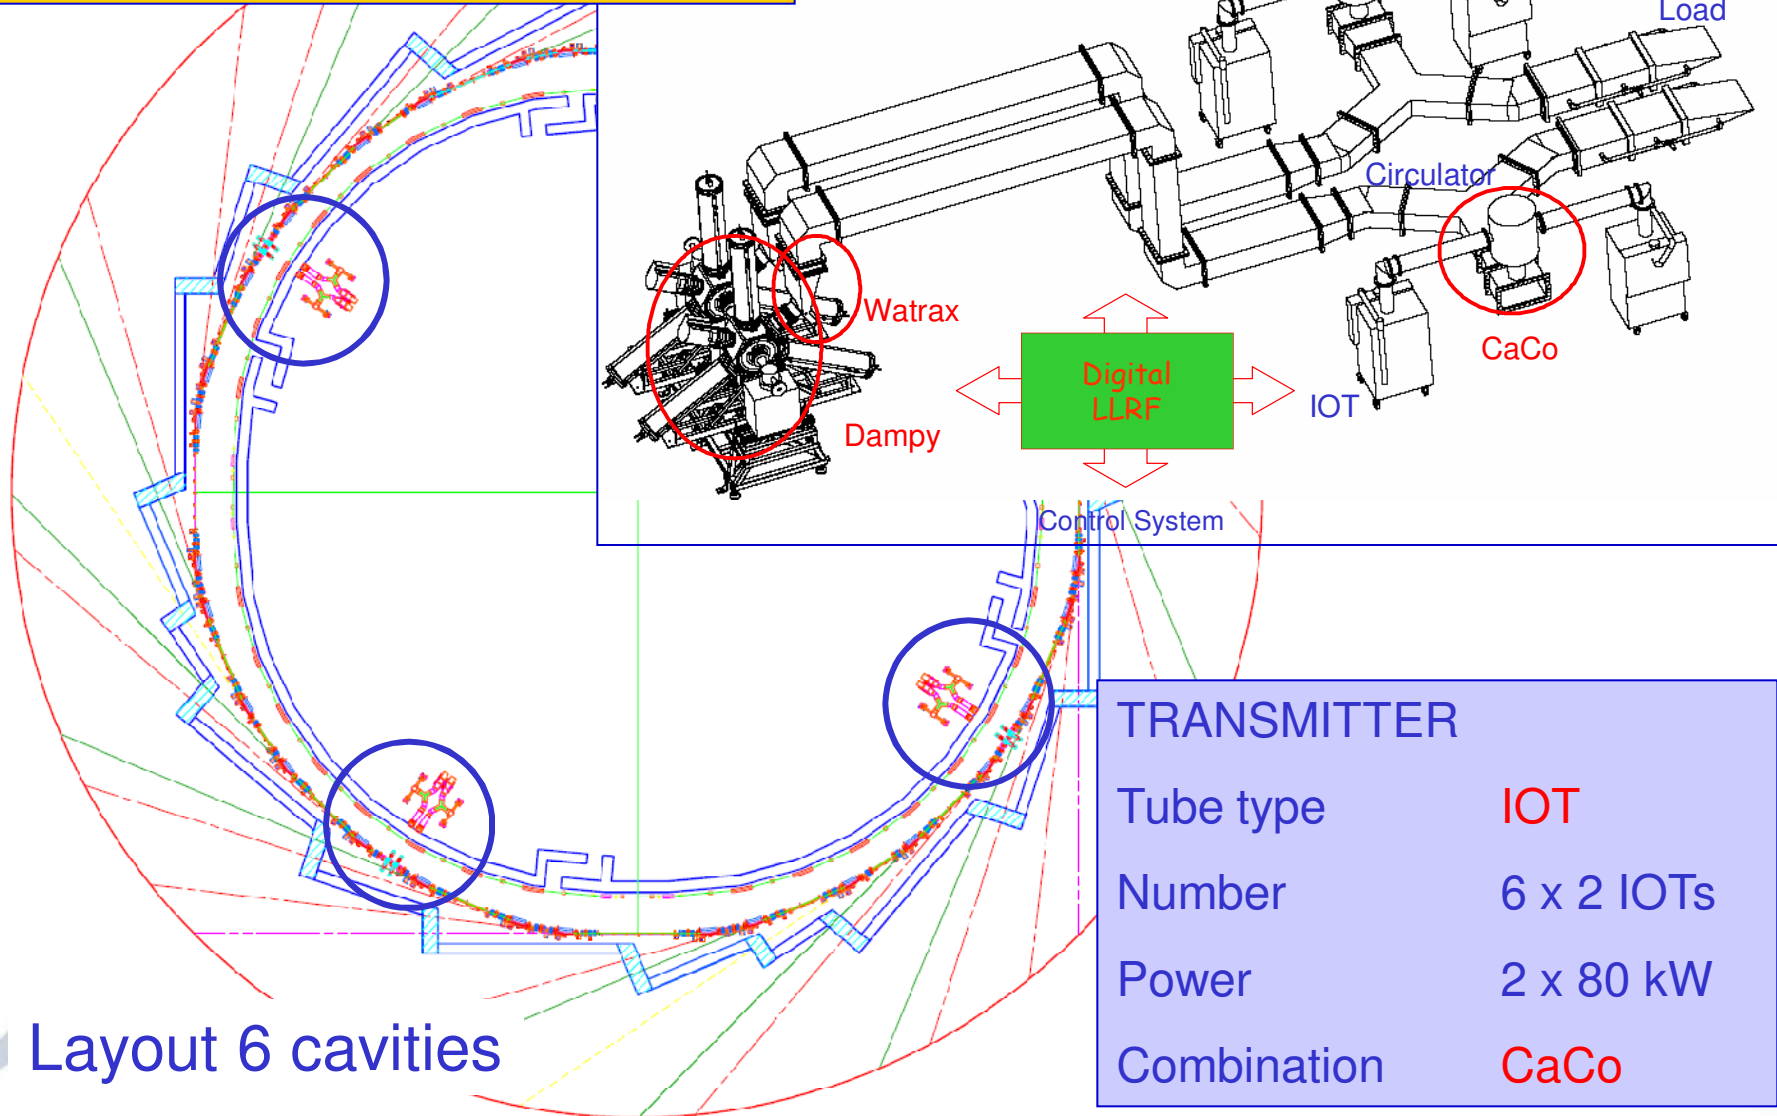 Load
Circulator
Watrax
CaCo
Digital
LLRF
IOT
Dampy
Control System
TRANSMITTER
Tube type IOT
Number 6 x 2 IOTs
Power 2 x 80 kW
Combination CaCo
Layout 6 cavities